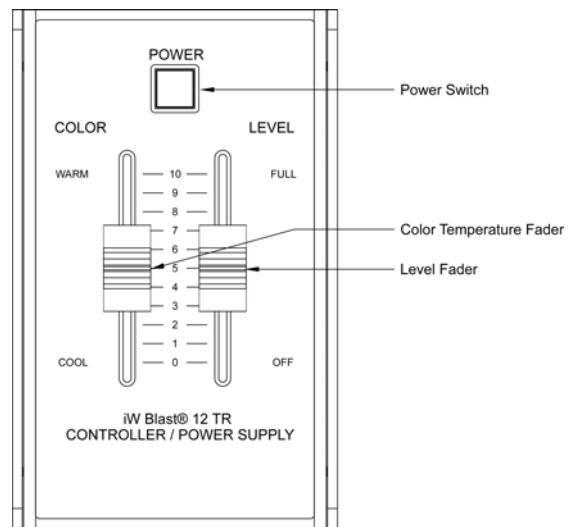 POWER
Power Switch
COLOR
LEVEL
WARM
10
FULL
9
8
7
Color Temperature Fader
6
5
Level Fader
4
3
2
1
COOL
0
OFF
iW Blast® 12 TR
CONTROLLER / POWER SUPPLY